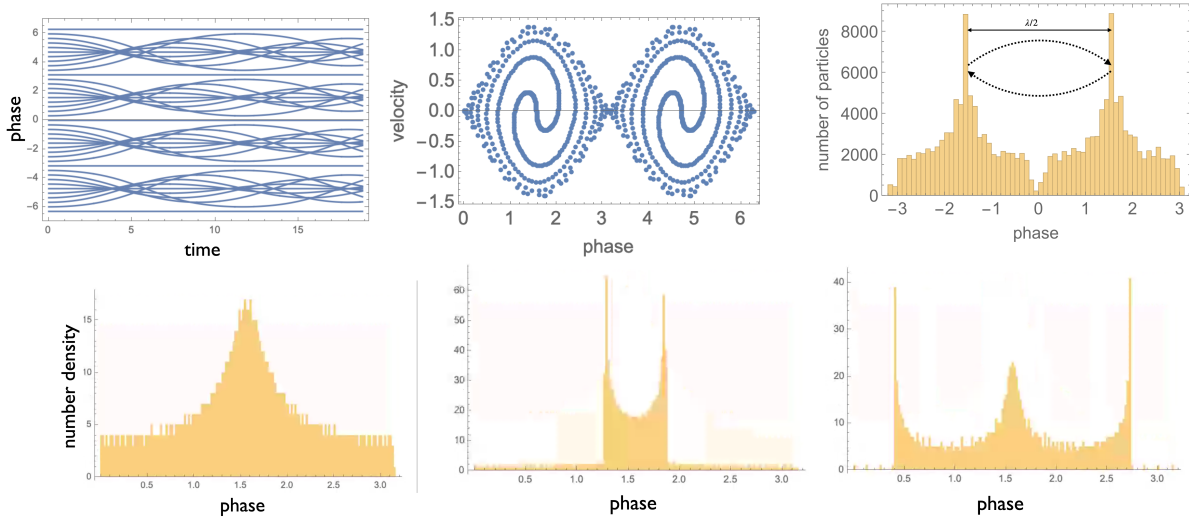 6
4
2
0
−2
−4
−6
phase
0
5
10
15
time
1.5
1.0
0.5
0.0
−0.5
−1.0
−1.5
velocity
0 1 2 3 4 5 6
phase
8000
6000
4000
2000
0
number of particles
λ/2
−3 −2 −1 0 1 2 3
phase
15
10
5
0
number density
0.5 1.0 1.5 2.0 2.5 3.0
phase
60
50
40
30
20
10
0
0.5 1.0 1.5 2.0 2.5 3.0
phase
40
30
20
10
0
0.5 1.0 1.5 2.0 2.5 3.0
phase